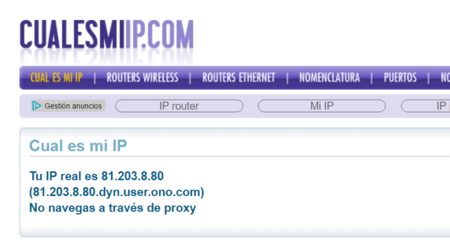 CUALESMIIP.COM
CUAL ES MI IP | ROUTERS WIRELESS | ROUTERS ETHERNET | NOMENCLATURA | PUERTOS |
Gestión anuncios IP router Mi IP IP
Cual es mi IP
Tu IP real es 81.203.8.80
(81.203.8.80.dyn.user.ono.com)
No navegas a través de proxy